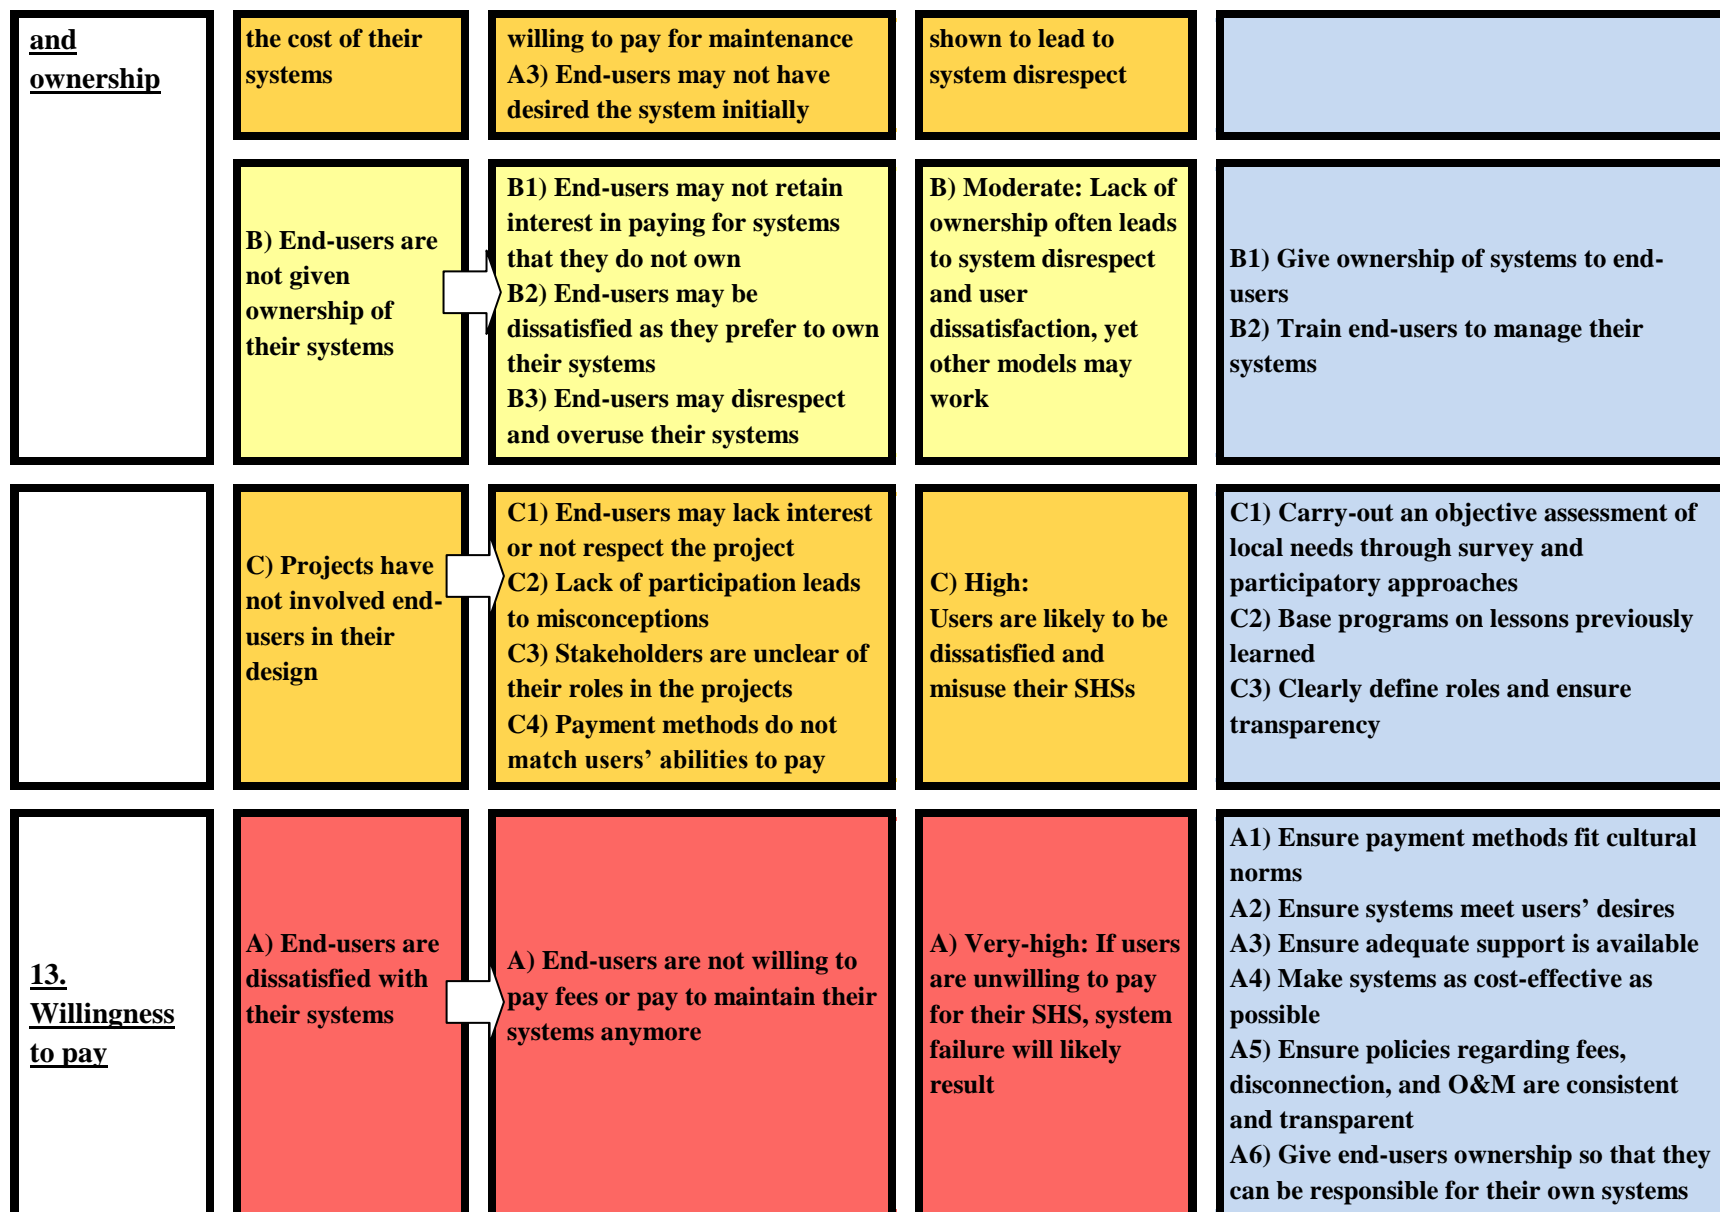 and
ownership
the cost of their
systems
willing to pay for maintenance
A3) End-users may not have
desired the system initially
shown to lead to
system disrespect
B) End-users are
not given
ownership of
their systems
B1) End-users may not retain
interest in paying for systems
that they do not own
B2) End-users may be
dissatisfied as they prefer to own
their systems
B3) End-users may disrespect
and overuse their systems
B) Moderate: Lack of
ownership often leads
to system disrespect
and user
dissatisfaction, yet
other models may
work
B1) Give ownership of systems to end-
users
B2) Train end-users to manage their
systems
C) Projects have
not involved end-
users in their
design
C1) End-users may lack interest
or not respect the project
C2) Lack of participation leads
to misconceptions
C3) Stakeholders are unclear of
their roles in the projects
C4) Payment methods do not
match users’ abilities to pay
C) High:
Users are likely to be
dissatisfied and
misuse their SHSs
C1) Carry-out an objective assessment of
local needs through survey and
participatory approaches
C2) Base programs on lessons previously
learned
C3) Clearly define roles and ensure
transparency
13.
Willingness
to pay
A) End-users are
dissatisfied with
their systems
A) End-users are not willing to
pay fees or pay to maintain their
systems anymore
A) Very-high: If users
are unwilling to pay
for their SHS, system
failure will likely
result
A1) Ensure payment methods fit cultural
norms
A2) Ensure systems meet users’ desires
A3) Ensure adequate support is available
A4) Make systems as cost-effective as
possible
A5) Ensure policies regarding fees,
disconnection, and O&M are consistent
and transparent
A6) Give end-users ownership so that they
can be responsible for their own systems